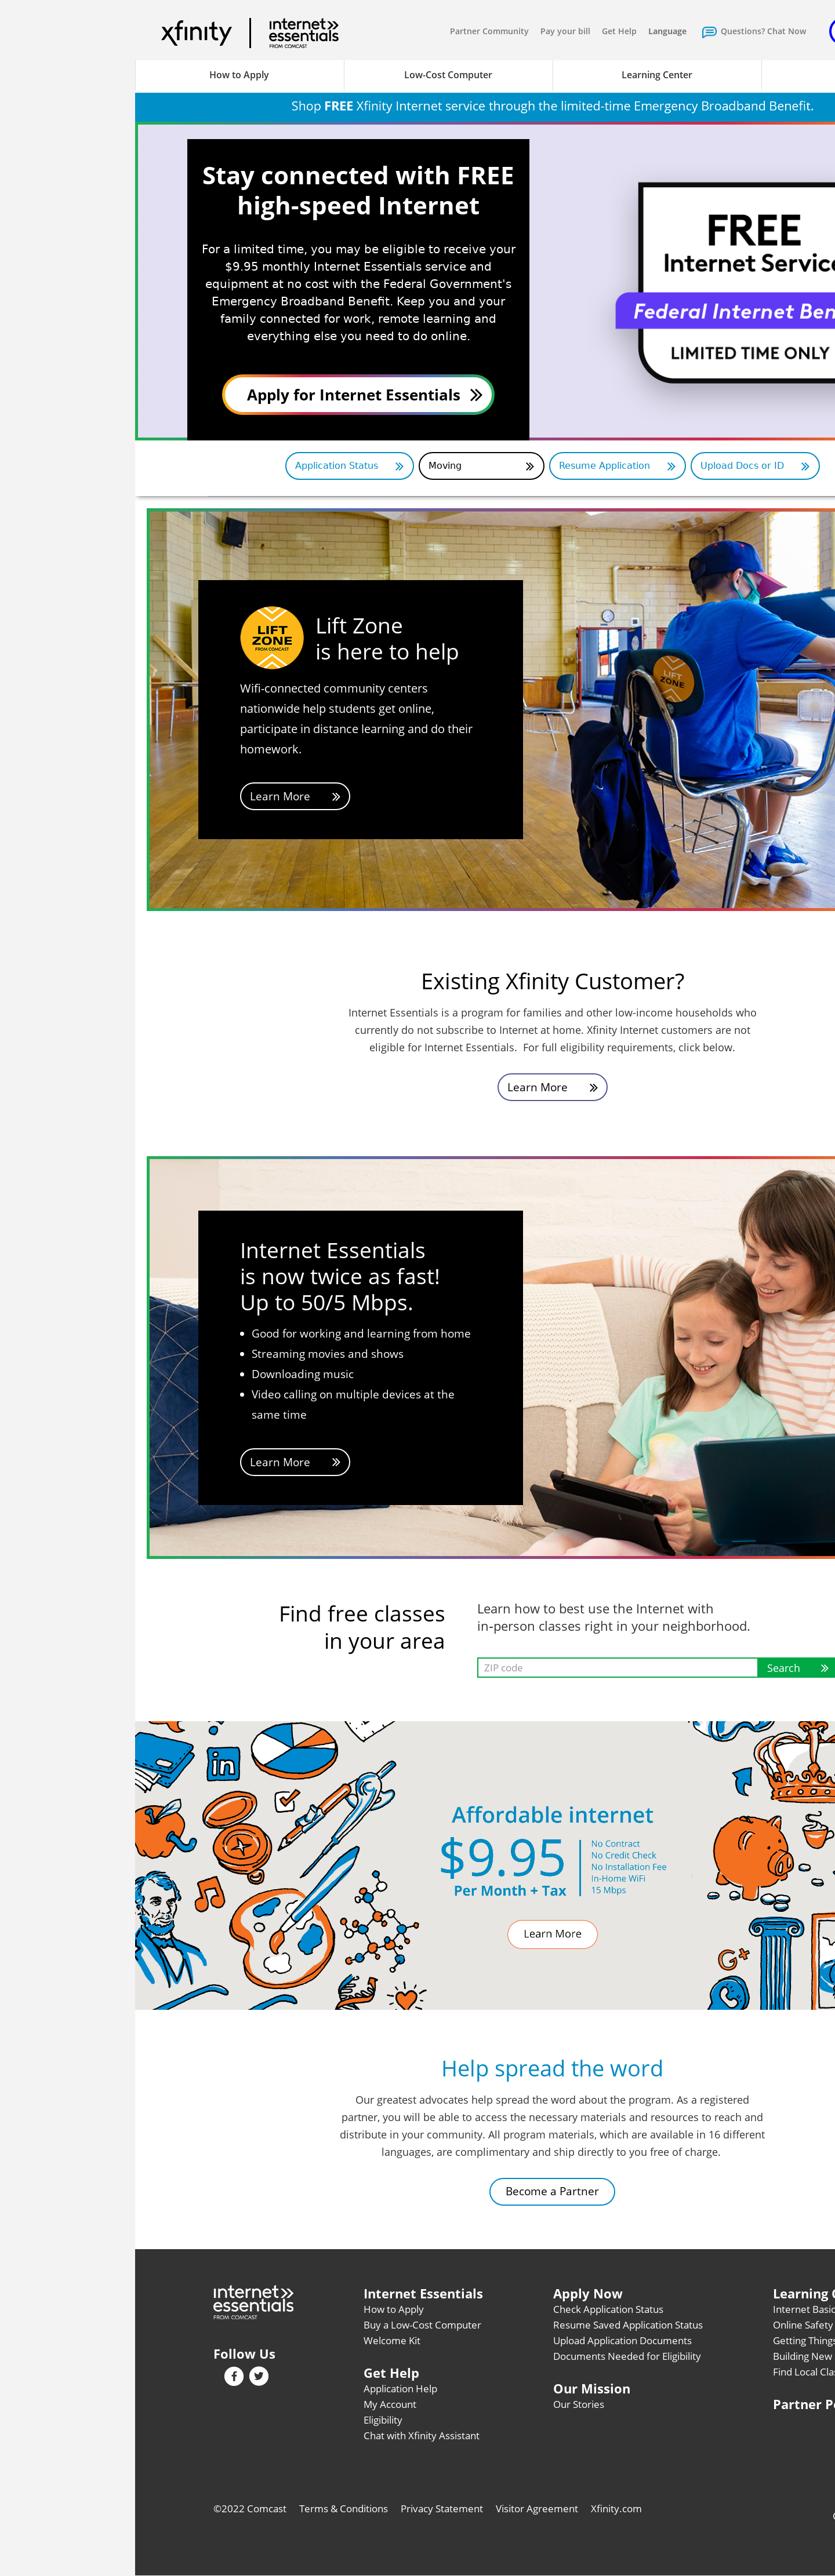 xfinity
internet essentials
FROM COMCAST
Partner Community Pay your bill Get Help Language Questions? Chat Now
How to Apply Low-Cost Computer Learning Center
Shop FREE Xfinity Internet service through the limited-time Emergency Broadband Benefit.
Stay connected with FREE
high-speed Internet
For a limited time, you may be eligible to receive your
$9.95 monthly Internet Essentials service and
equipment at no cost with the Federal Government's
Emergency Broadband Benefit. Keep you and your
family connected for work, remote learning and
everything else you need to do online.
Apply for Internet Essentials
FREE
Internet Service
Federal Internet Ben
LIMITED TIME ONLY
Application Status Moving Resume Application Upload Docs or ID
LIFT
ZONE
FROM COMCAST
Lift Zone
is here to help
Wifi-connected community centers
nationwide help students get online,
participate in distance learning and do their
homework.
Learn More
LIFT
ZONE
Existing Xfinity Customer?
Internet Essentials is a program for families and other low-income households who
currently do not subscribe to Internet at home. Xfinity Internet customers are not
eligible for Internet Essentials. For full eligibility requirements, click below.
Learn More
Internet Essentials
is now twice as fast!
Up to 50/5 Mbps.
• Good for working and learning from home
• Streaming movies and shows
• Downloading music
• Video calling on multiple devices at the
same time
Learn More
Find free classes
in your area
Learn how to best use the Internet with
in-person classes right in your neighborhood.
ZIP code Search
in
Affordable internet
$9.95
Per Month + Tax
No Contract
No Credit Check
No Installation Fee
In-Home WiFi
15 Mbps
Learn More
G+
Help spread the word
Our greatest advocates help spread the word about the program. As a registered
partner, you will be able to access the necessary materials and resources to reach and
distribute in your community. All program materials, which are available in 16 different
languages, are complimentary and ship directly to you free of charge.
Become a Partner
internet essentials
FROM COMCAST
Follow Us
Internet Essentials
How to Apply
Buy a Low-Cost Computer
Welcome Kit
Get Help
Application Help
My Account
Eligibility
Chat with Xfinity Assistant
Apply Now
Check Application Status
Resume Saved Application Status
Upload Application Documents
Documents Needed for Eligibility
Our Mission
Our Stories
Learning
Internet Basic
Online Safety
Getting Things
Building New
Find Local Cla
Partner P
©2022 Comcast Terms & Conditions Privacy Statement Visitor Agreement Xfinity.com